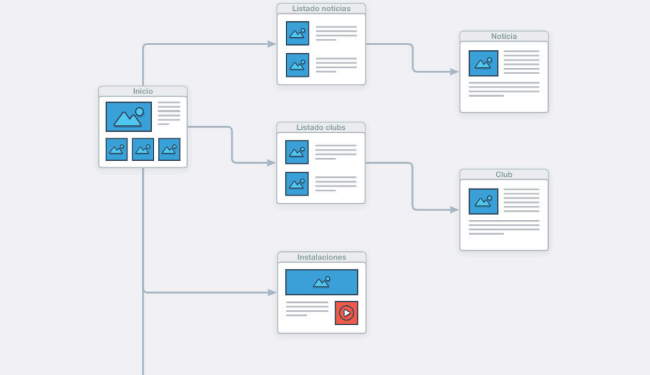 Listado noticias
Noticia
Inicio
Listado clubs
Club
Instalaciones